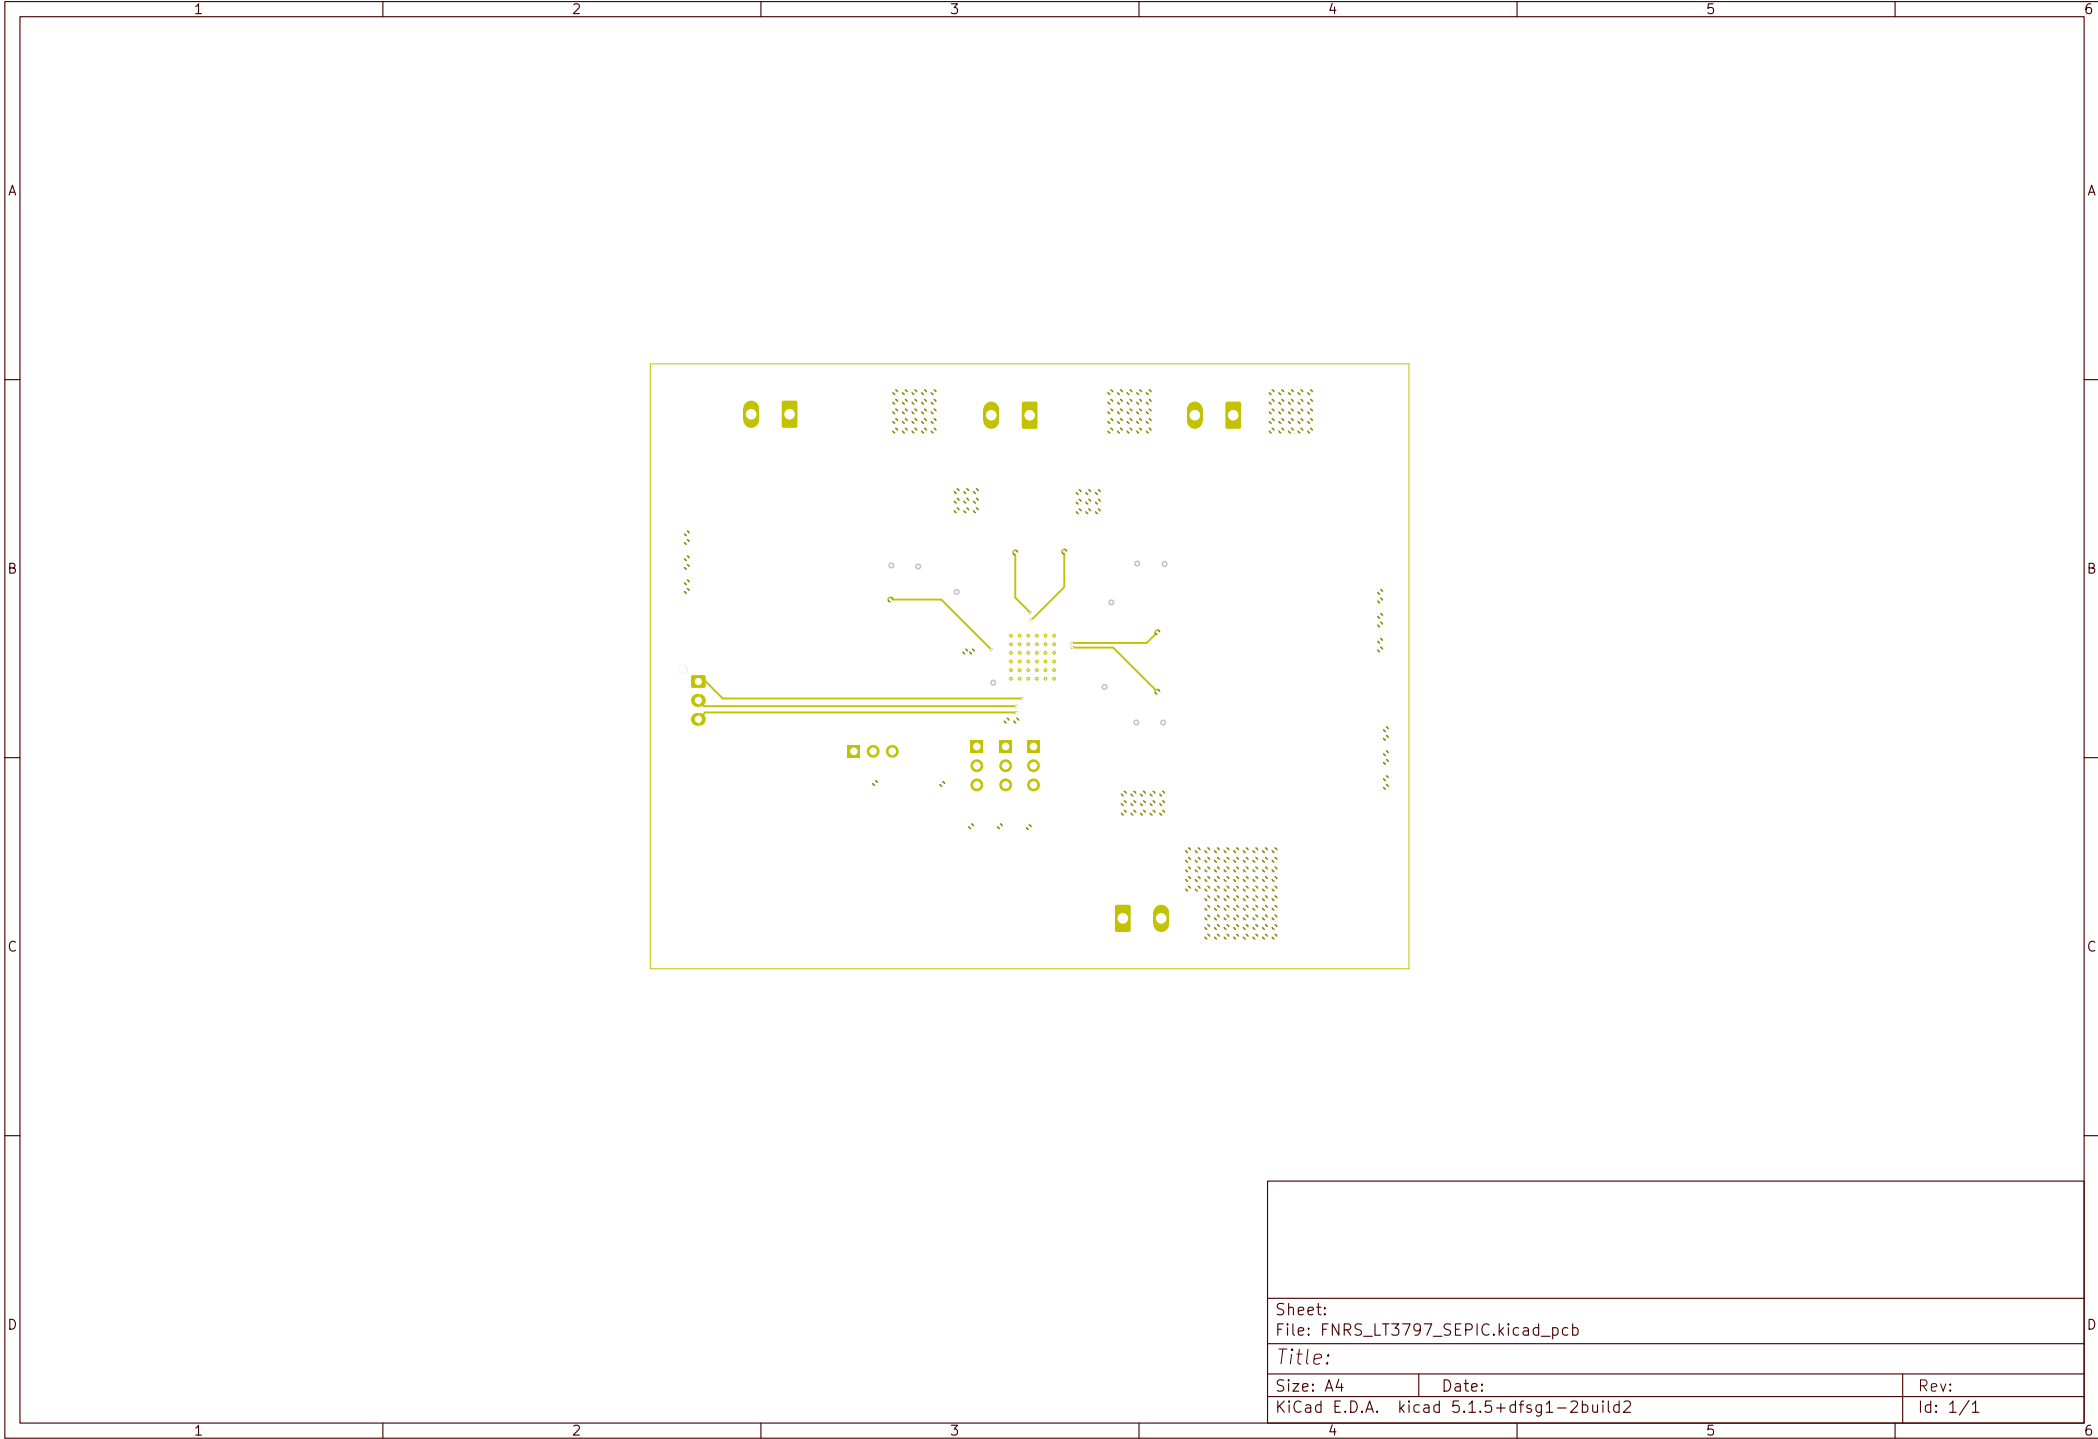 1 2 3 4 5 6
A A
B B
C C
D D
Sheet:
File: FNRS_LT3797_SEPIC.kicad_pcb
Title:
Size: A4 Date: Rev:
KiCad E.D.A. kicad 5.1.5+dfsg1-2build2 Id: 1/1
1 2 3 4 5 6